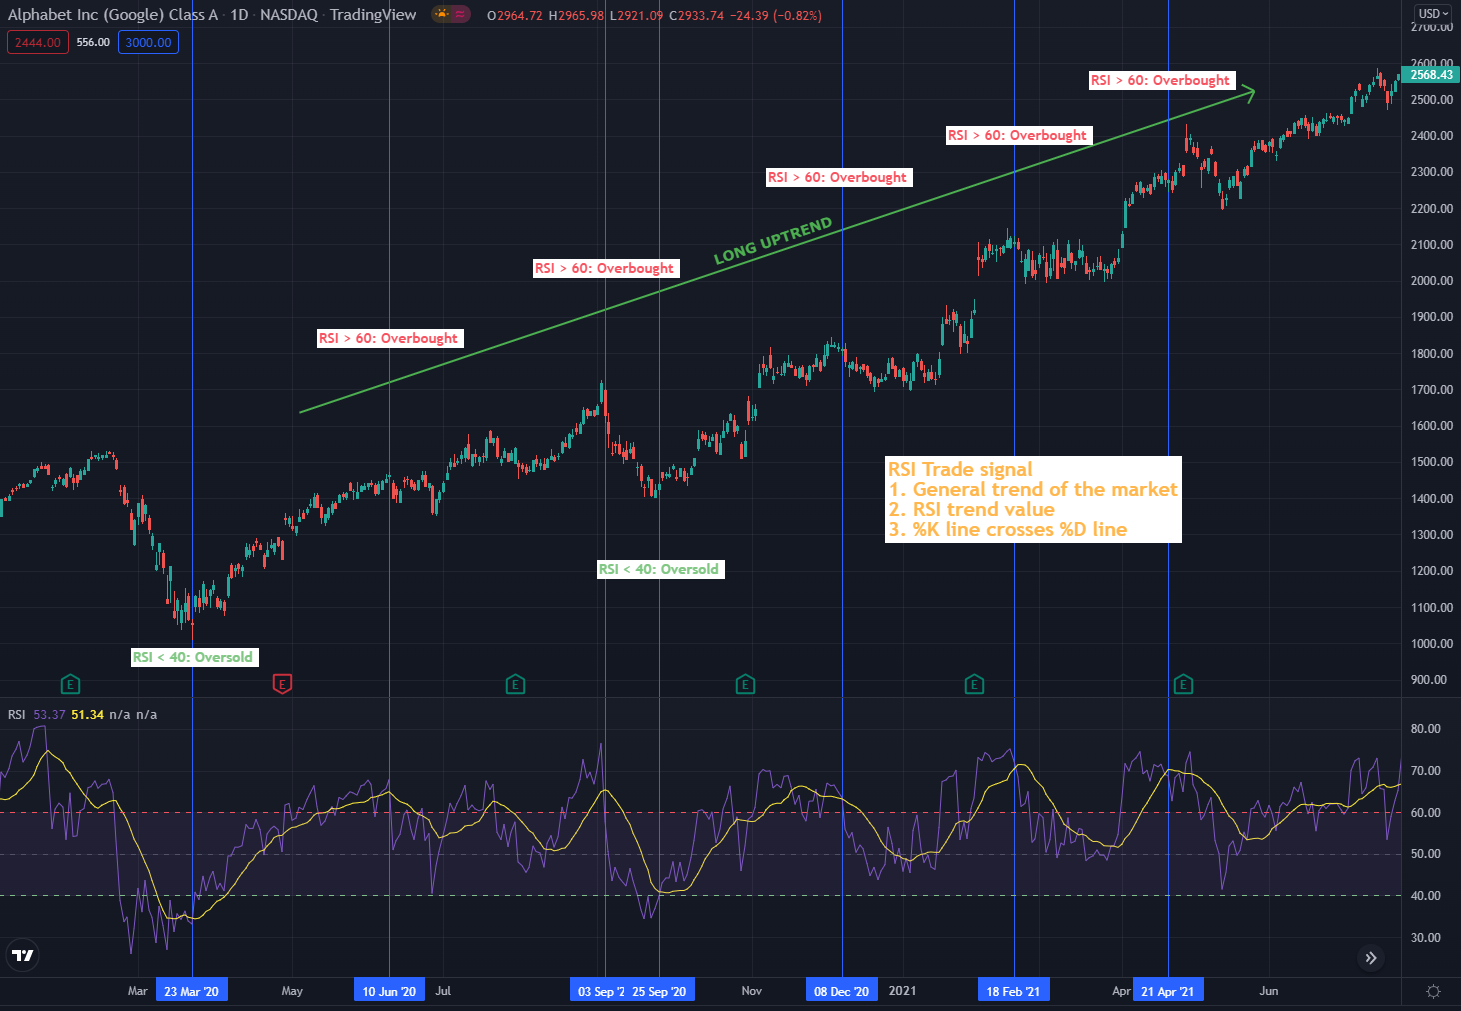 Alphabet Inc (Google) Class A · 1D · NASDAQ · TradingView
O2964.72 H2965.98 L2921.09 C2933.74 −24.39 (−0.82%)
USD
2444.00 556.00 3000.00
2700.00
2600.00
2568.43
2500.00
2400.00
2300.00
2200.00
2100.00
2000.00
1900.00
1800.00
1700.00
1600.00
1500.00
1400.00
1300.00
1200.00
1100.00
1000.00
900.00
RSI > 60: Overbought
RSI > 60: Overbought
RSI > 60: Overbought
LONG UPTREND
RSI > 60: Overbought
RSI > 60: Overbought
RSI Trade signal
1. General trend of the market
2. RSI trend value
3. %K line crosses %D line
RSI < 40: Oversold
RSI < 40: Oversold
E E E E E E
RSI 53.37 51.34 n/a n/a
80.00
70.00
60.00
50.00
40.00
30.00
Mar 23 Mar '20 May 10 Jun '20 Jul 03 Sep '2 25 Sep '20 Nov 08 Dec '20 2021 18 Feb '21 Apr 21 Apr '21 Jun